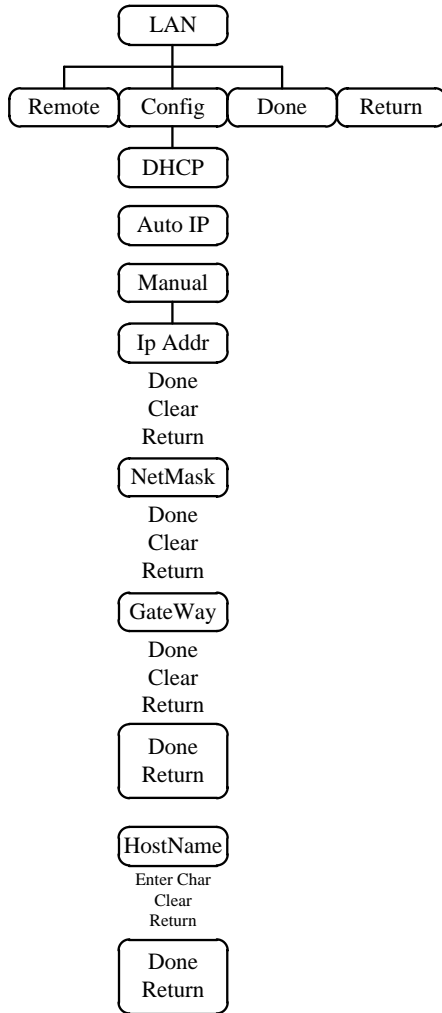 LAN
Remote Config Done Return
DHCP
Auto IP
Manual
Ip Addr
Done
Clear
Return
NetMask
Done
Clear
Return
GateWay
Done
Clear
Return
Done
Return
HostName
Enter Char
Clear
Return
Done
Return